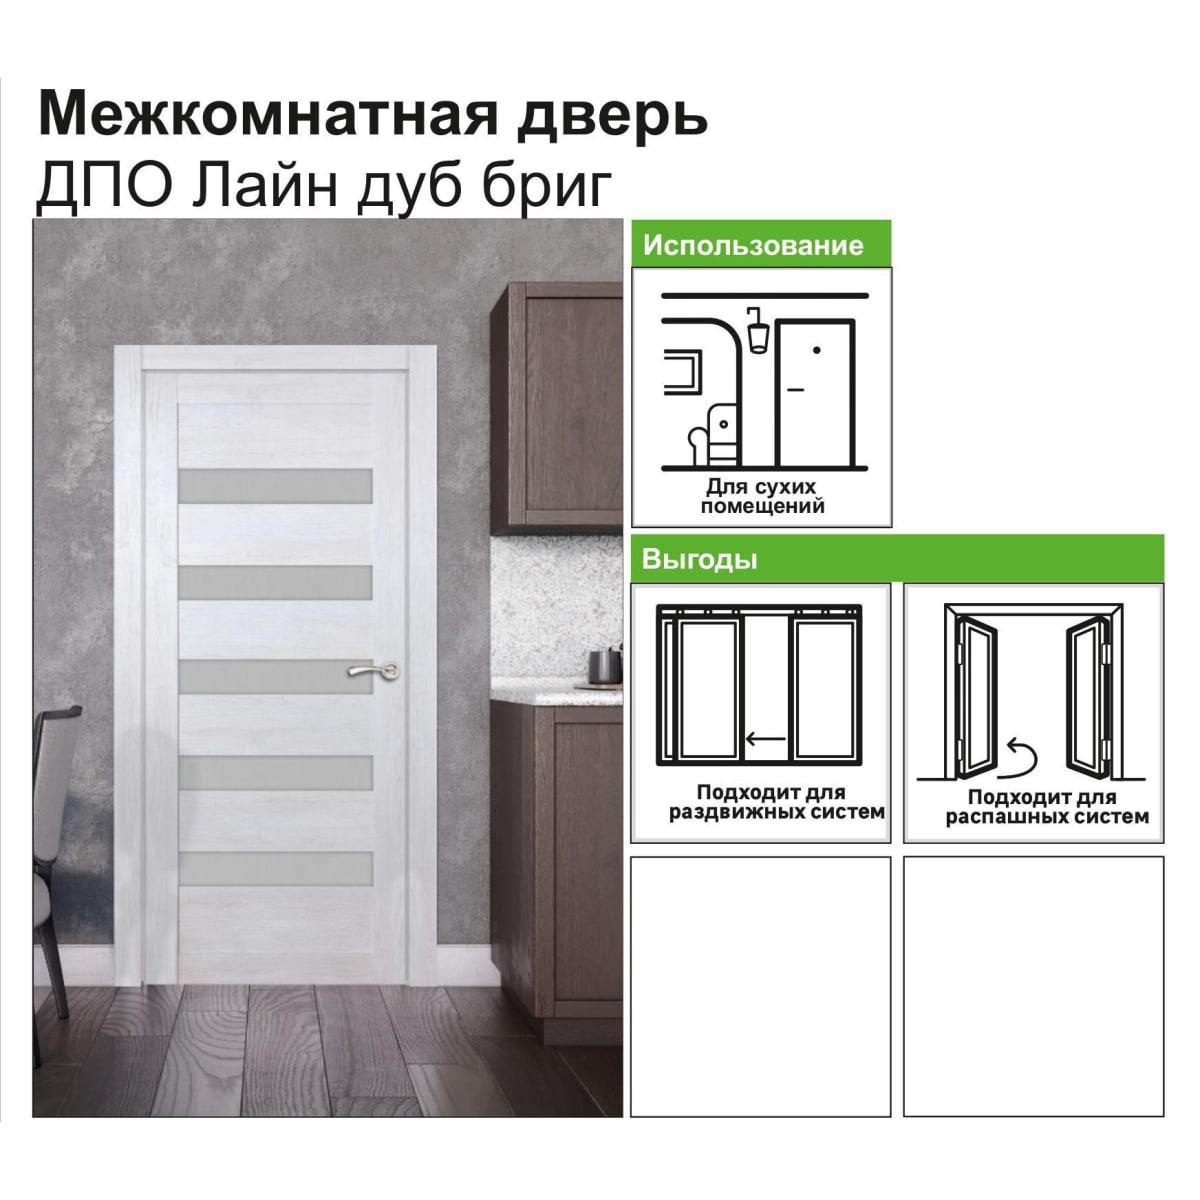 Межкомнатная дверь
ДПО Лайн дуб бриг
Использование
Для сухих
помещений
Выгоды
Подходит для
раздвижных систем
Подходит для
распашных систем